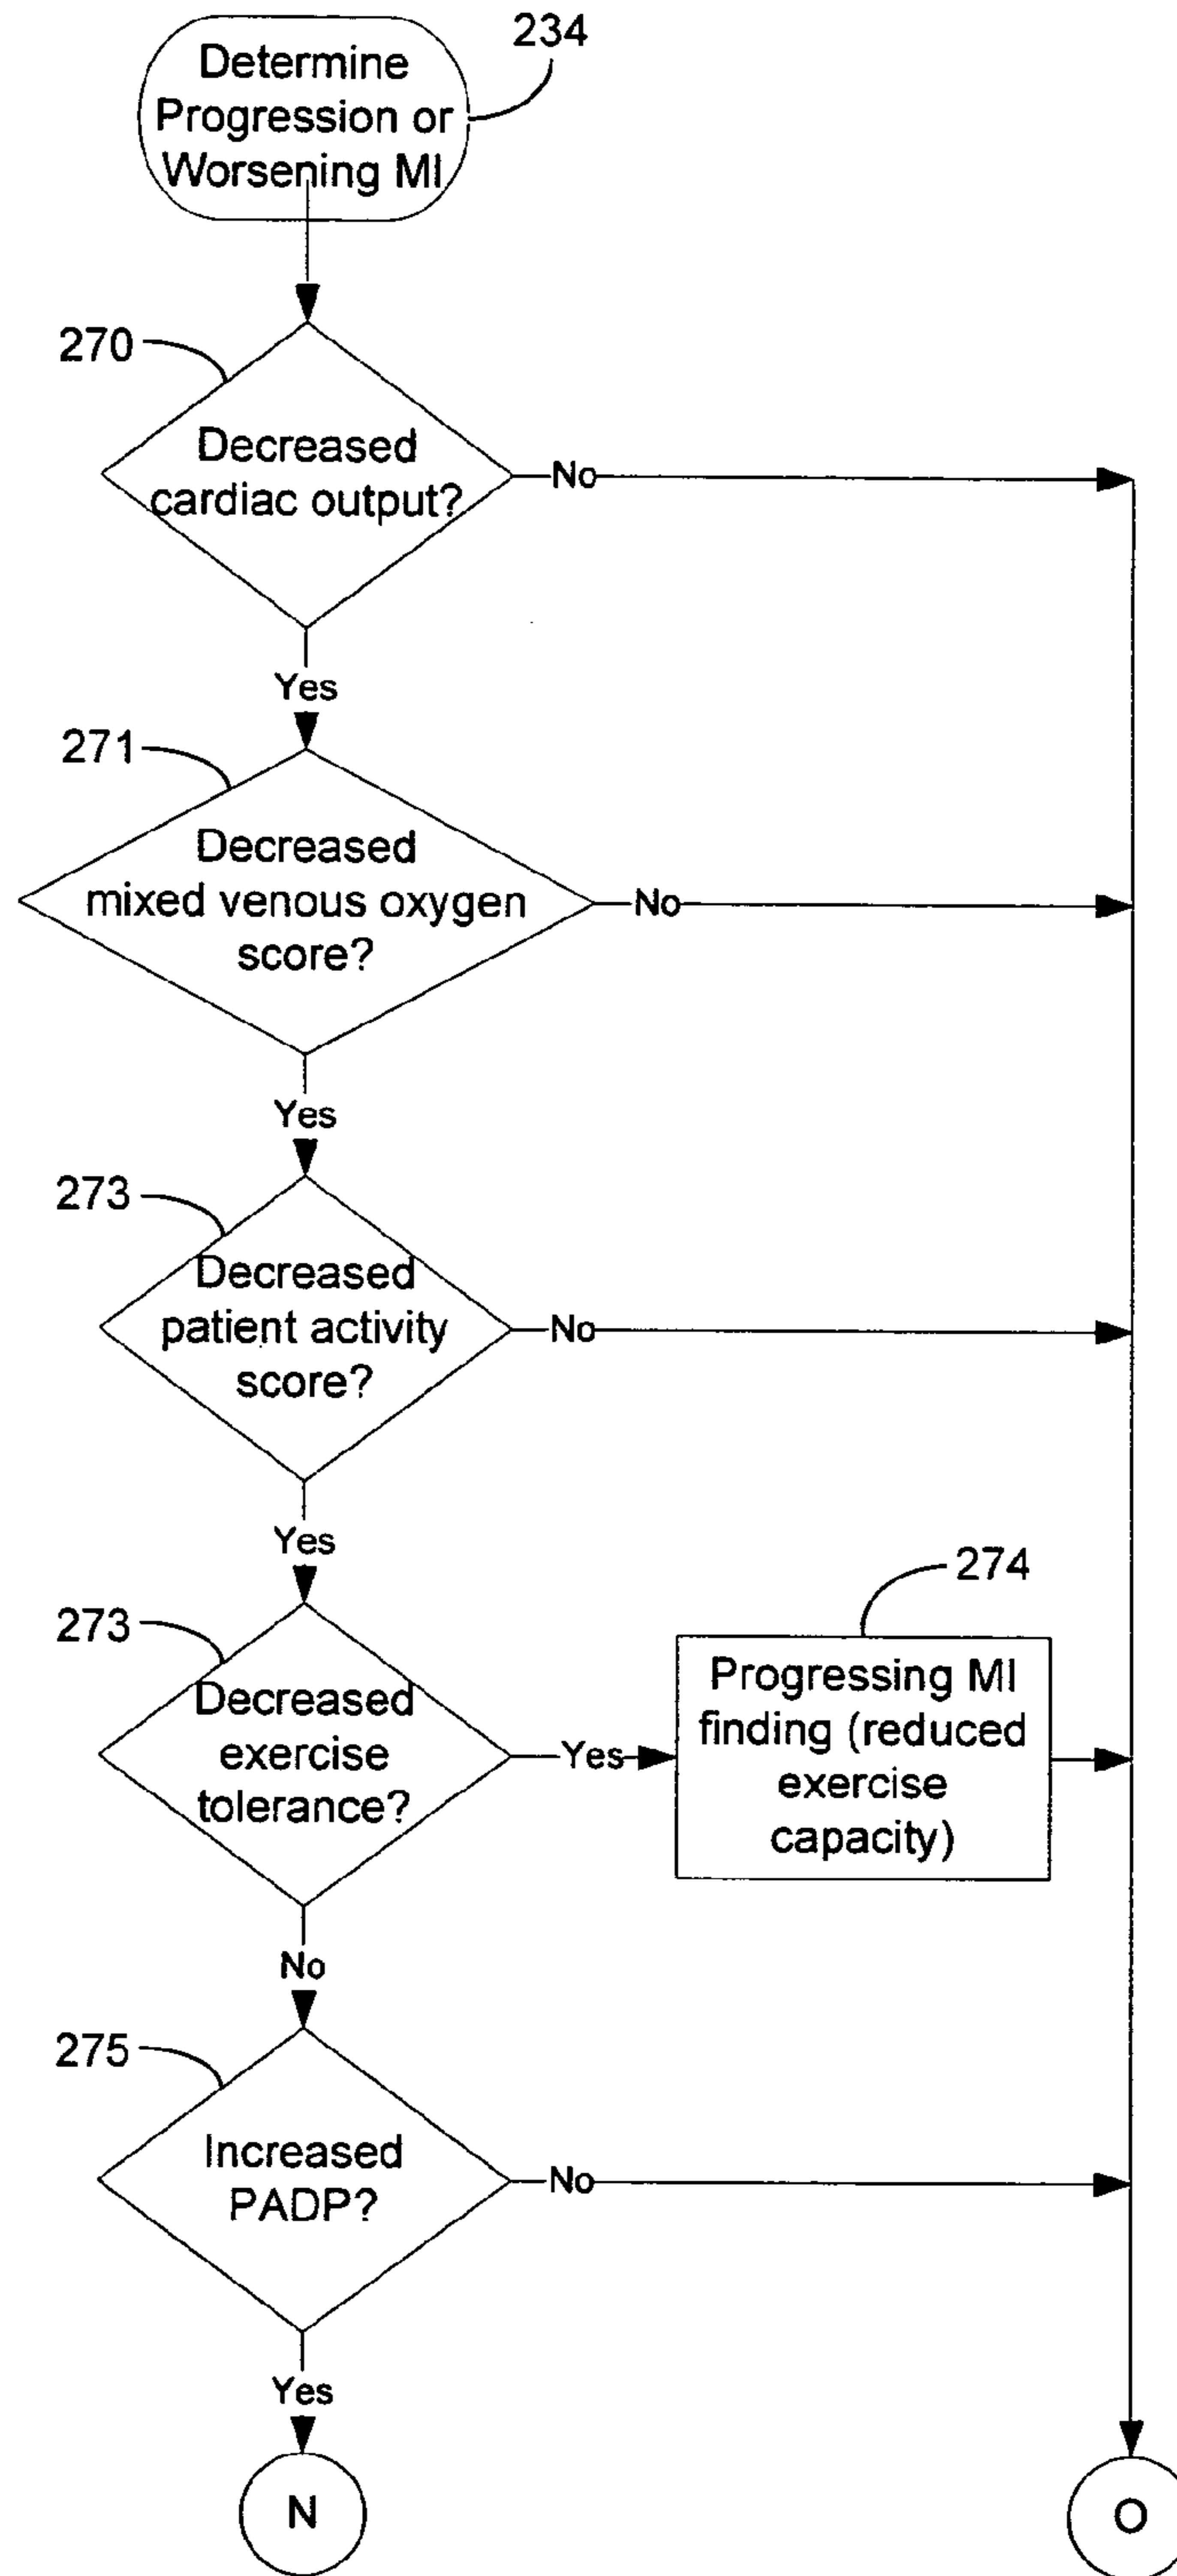 234
Determine
Progression or
Worsening MI
270
Decreased
cardiac output?
No
Yes
271
Decreased
mixed venous oxygen
score?
No
Yes
273
Decreased
patient activity
score?
No
Yes
273
Decreased
exercise
tolerance?
Yes
274
Progressing MI
finding (reduced
exercise
capacity)
No
275
Increased
PADP?
No
Yes
N
O